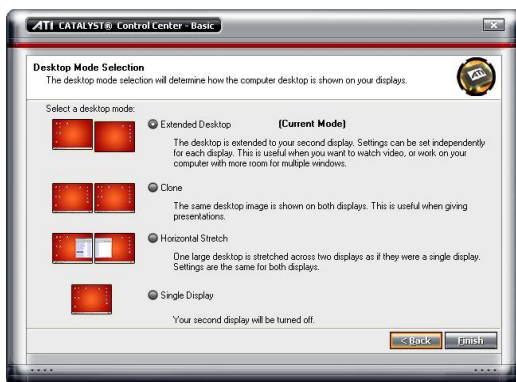 ATI CATALYST® Control Center - Basic
Desktop Mode Selection
The desktop mode selection will determine how the computer desktop is shown on your displays.
ATI
Select a desktop mode:
Extended Desktop (Current Mode)
The desktop is extended to your second display. Settings can be set independently
for each display. This is useful when you want to watch video, or work on your
computer with more room for multiple windows.
Clone
The same desktop image is shown on both displays. This is useful when giving
presentations.
Horizontal Stretch
One large desktop is stretched across two displays as if they were a single display.
Settings are the same for both displays.
Single Display
Your second display will be turned off.
< Back Finish